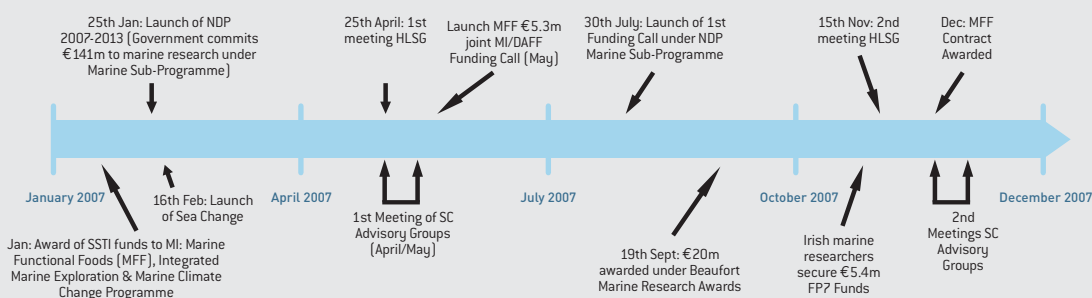 25th Jan: Launch of NDP
2007-2013 (Government commits
€141m to marine research under
Marine Sub-Programme)
25th April: 1st
meeting HLSG
Launch MFF €5.3m
joint MI/DAFF
Funding Call (May)
30th July: Launch of 1st
Funding Call under NDP
Marine Sub-Programme
15th Nov: 2nd
meeting HLSG
Dec: MFF
Contract
Awarded
January 2007
April 2007
July 2007
October 2007
December 2007
16th Feb: Launch
of Sea Change
Jan: Award of SSTI funds to MI: Marine
Functional Foods (MFF), Integrated
Marine Exploration & Marine Climate
Change Programme
1st Meeting of SC
Advisory Groups
(April/May)
19th Sept: €20m
awarded under Beaufort
Marine Research Awards
Irish marine
researchers
secure €5.4m
FP7 Funds
2nd
Meetings SC
Advisory
Groups